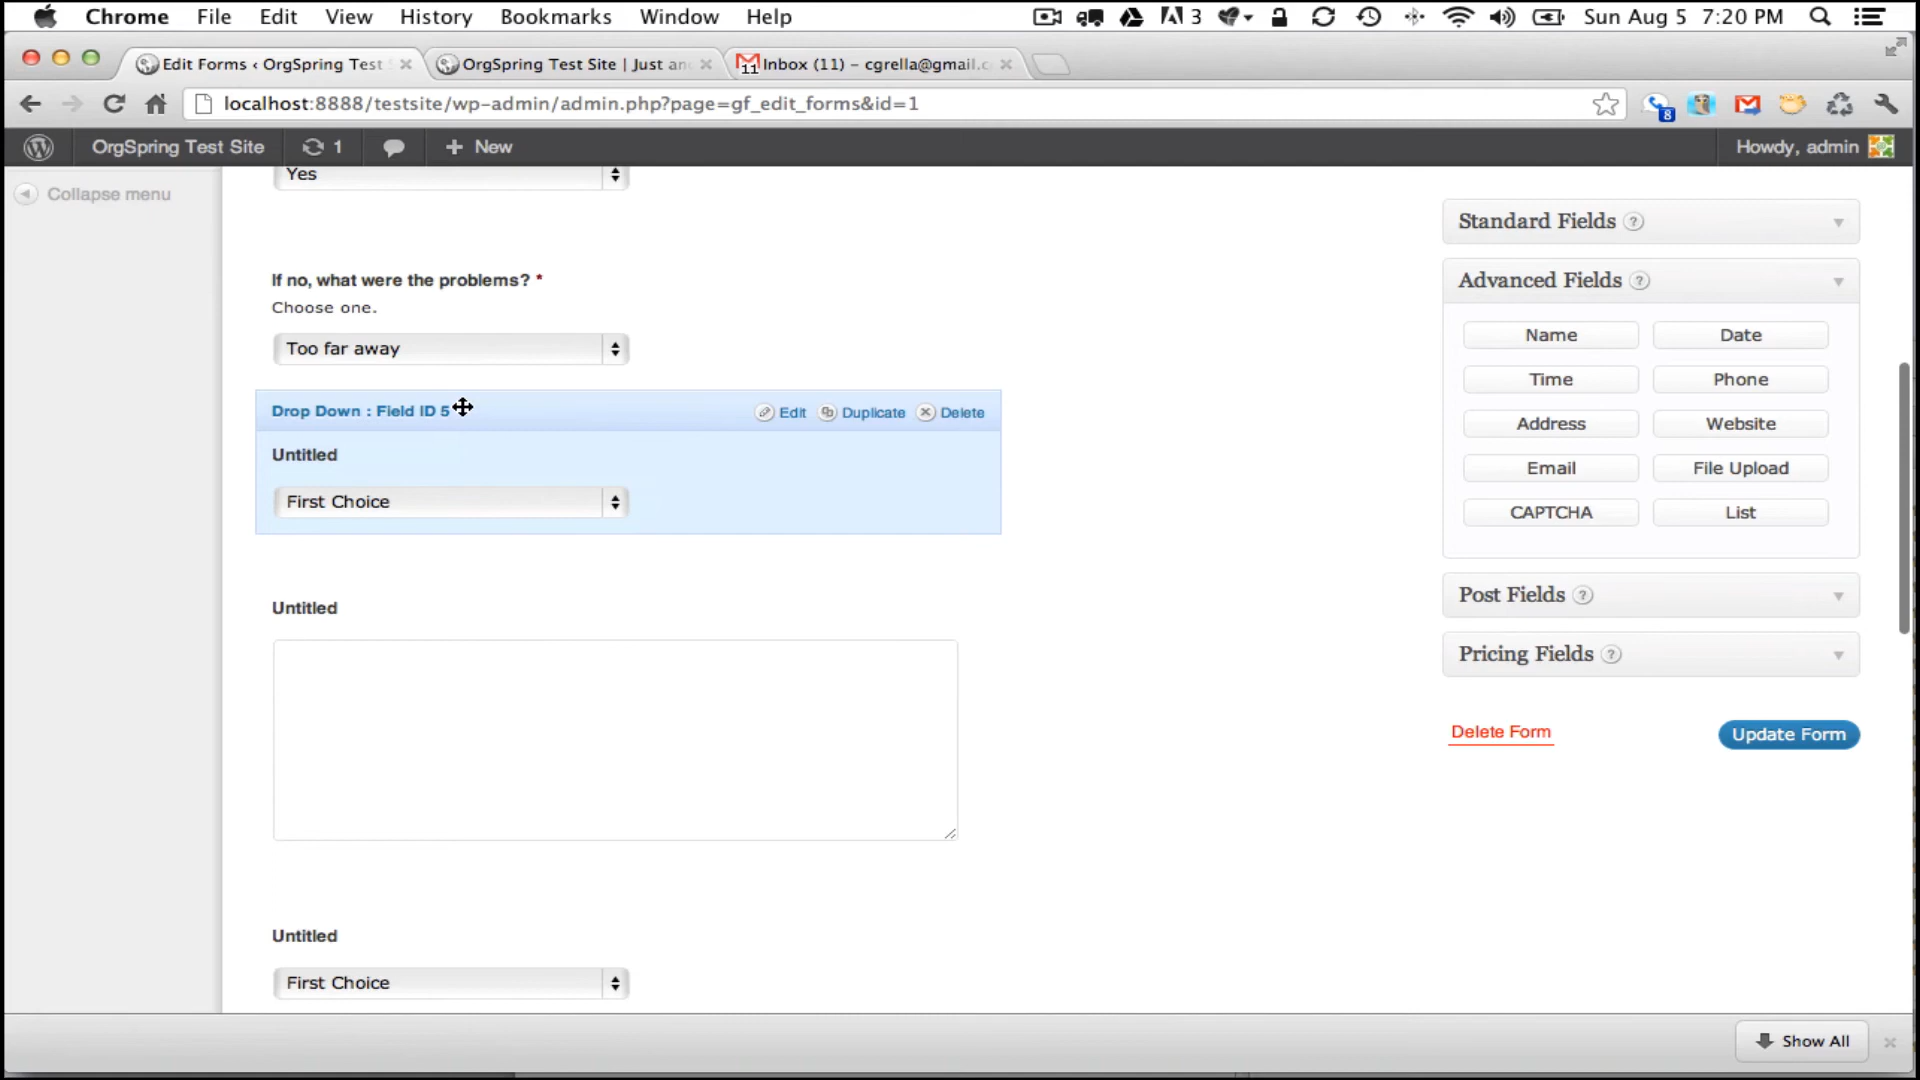 Chrome File Edit View History Bookmarks Window Help 3 Sun Aug 5 7:20 PM
Edit Forms ‹ OrgSpring Test OrgSpring Test Site | Just an 11 Inbox (11) – cgrella@gmail.c
localhost:8888/testsite/wp-admin/admin.php?page=gf_edit_forms&id=1 8
OrgSpring Test Site 1 + New Howdy, admin
Collapse menu
Yes
If no, what were the problems? *
Choose one.
Too far away
Drop Down : Field ID 5 Edit Duplicate Delete
Untitled
First Choice
Untitled
Untitled
First Choice
Standard Fields ?
Advanced Fields ?
Name Date
Time Phone
Address Website
Email File Upload
CAPTCHA List
Post Fields ?
Pricing Fields ?
Delete Form Update Form
Show All